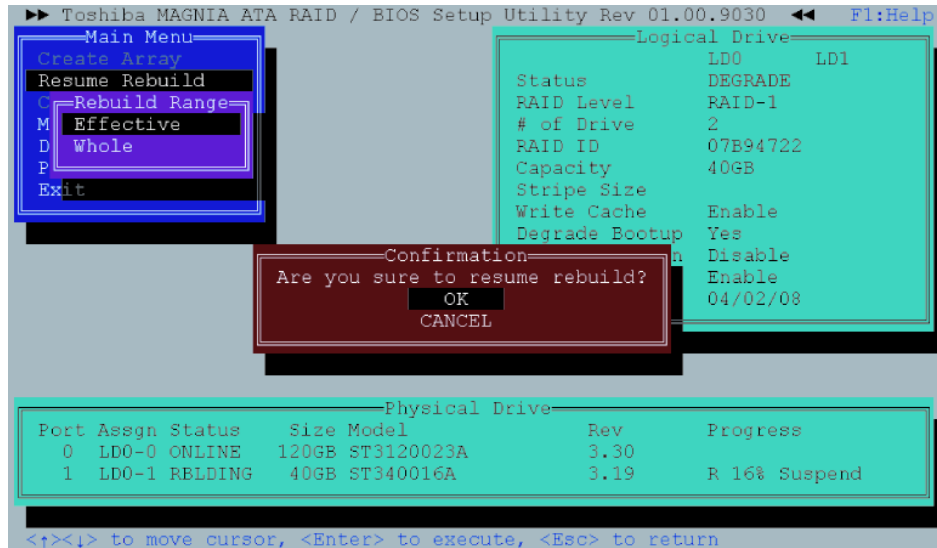 ►► Toshiba MAGNIA ATA RAID / BIOS Setup Utility Rev 01.00.9030 ◄◄ F1:Help
Main Menu
Create Array
Resume Rebuild
C
Rebuild Range
M
Effective
D
Whole
P
Exit
Logical Drive
LD0 LD1
Status DEGRADE
RAID Level RAID-1
# of Drive 2
RAID ID 07B94722
Capacity 40GB
Stripe Size
Write Cache Enable
Degrade Bootup Yes
n Disable
Enable
04/02/08
Confirmation
Are you sure to resume rebuild?
OK
CANCEL
Physical Drive
Port Assgn Status Size Model Rev Progress
0 LD0-0 ONLINE 120GB ST3120023A 3.30
1 LD0-1 RBLDING 40GB ST340016A 3.19 R 16% Suspend
<↑><↓> to move cursor, <Enter> to execute, <Esc> to return